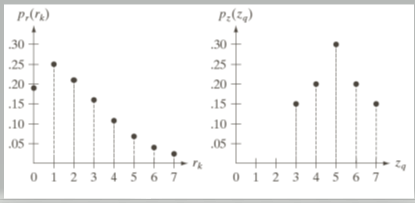 p_r(r_k)
p_z(z_q)
.30
.25
.20
.15
.10
.05
.30
.25
.20
.15
.10
.05
r_k
z_q
0 1 2 3 4 5 6 7
0 1 2 3 4 5 6 7